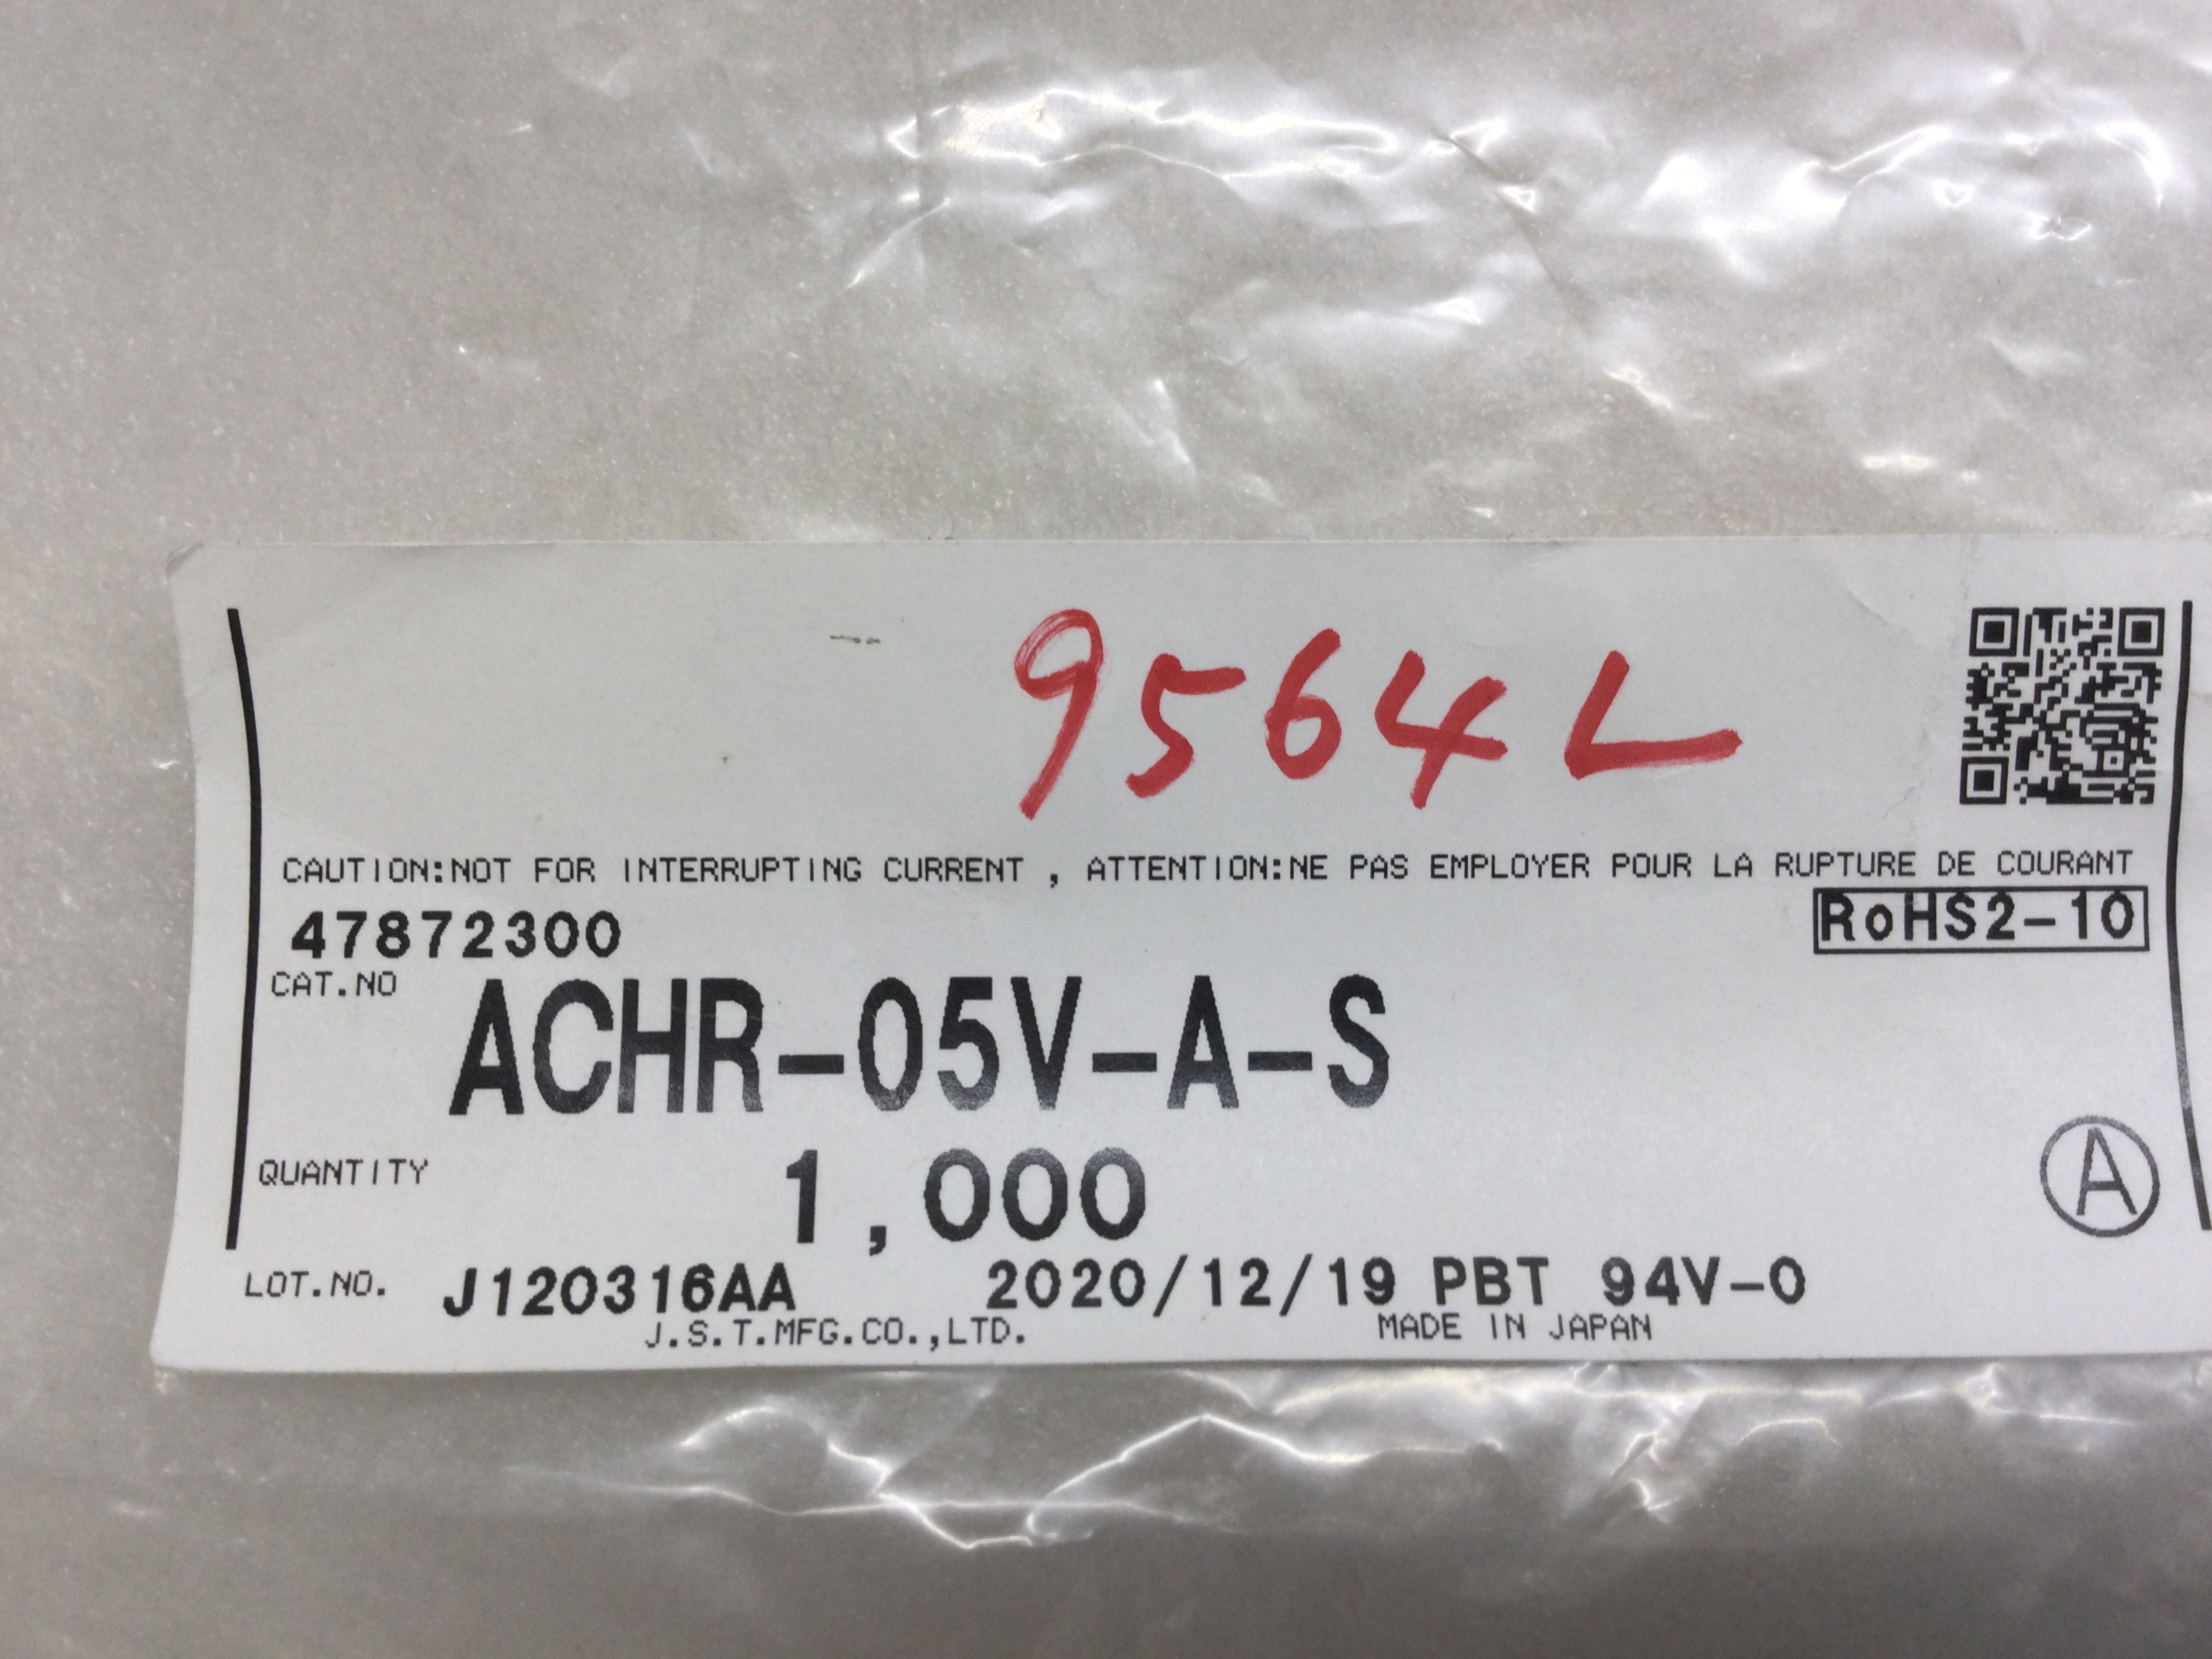 9564L
CAUTION:NOT FOR INTERRUPTING CURRENT , ATTENTION:NE PAS EMPLOYER POUR LA RUPTURE DE COURANT
47872300 RoHS2-10
CAT.NO ACHR-05V-A-S
QUANTITY 1,000 A
LOT.NO. J120316AA 2020/12/19 PBT 94V-0
J.S.T.MFG.CO.,LTD. MADE IN JAPAN